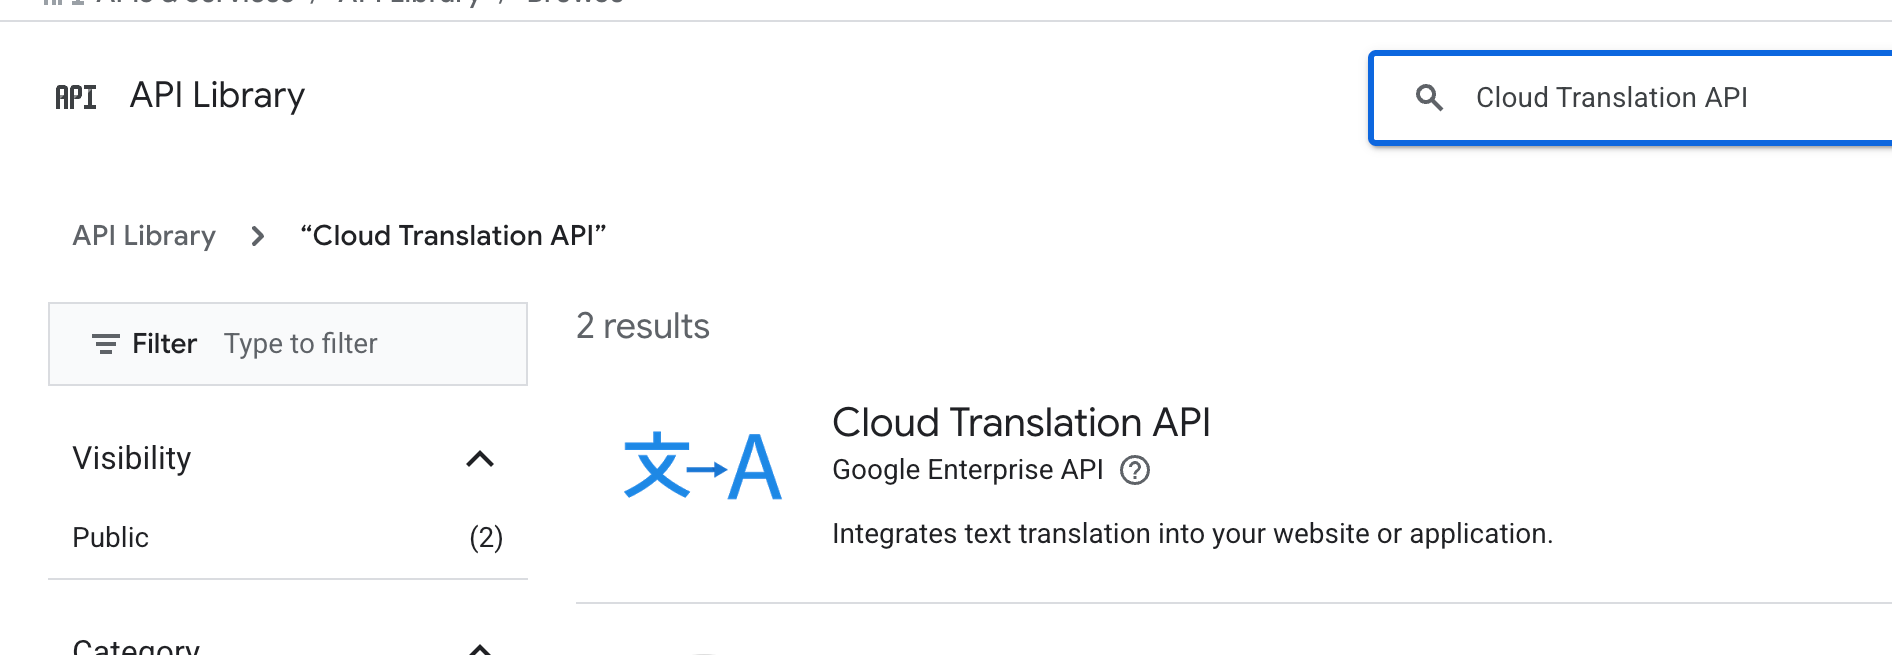 APIs & Services / API Library / Browse
API API Library
Cloud Translation API
API Library > “Cloud Translation API”
Filter Type to filter
2 results
Cloud Translation API
Google Enterprise API
Integrates text translation into your website or application.
文→A
Visibility
Public (2)
Category